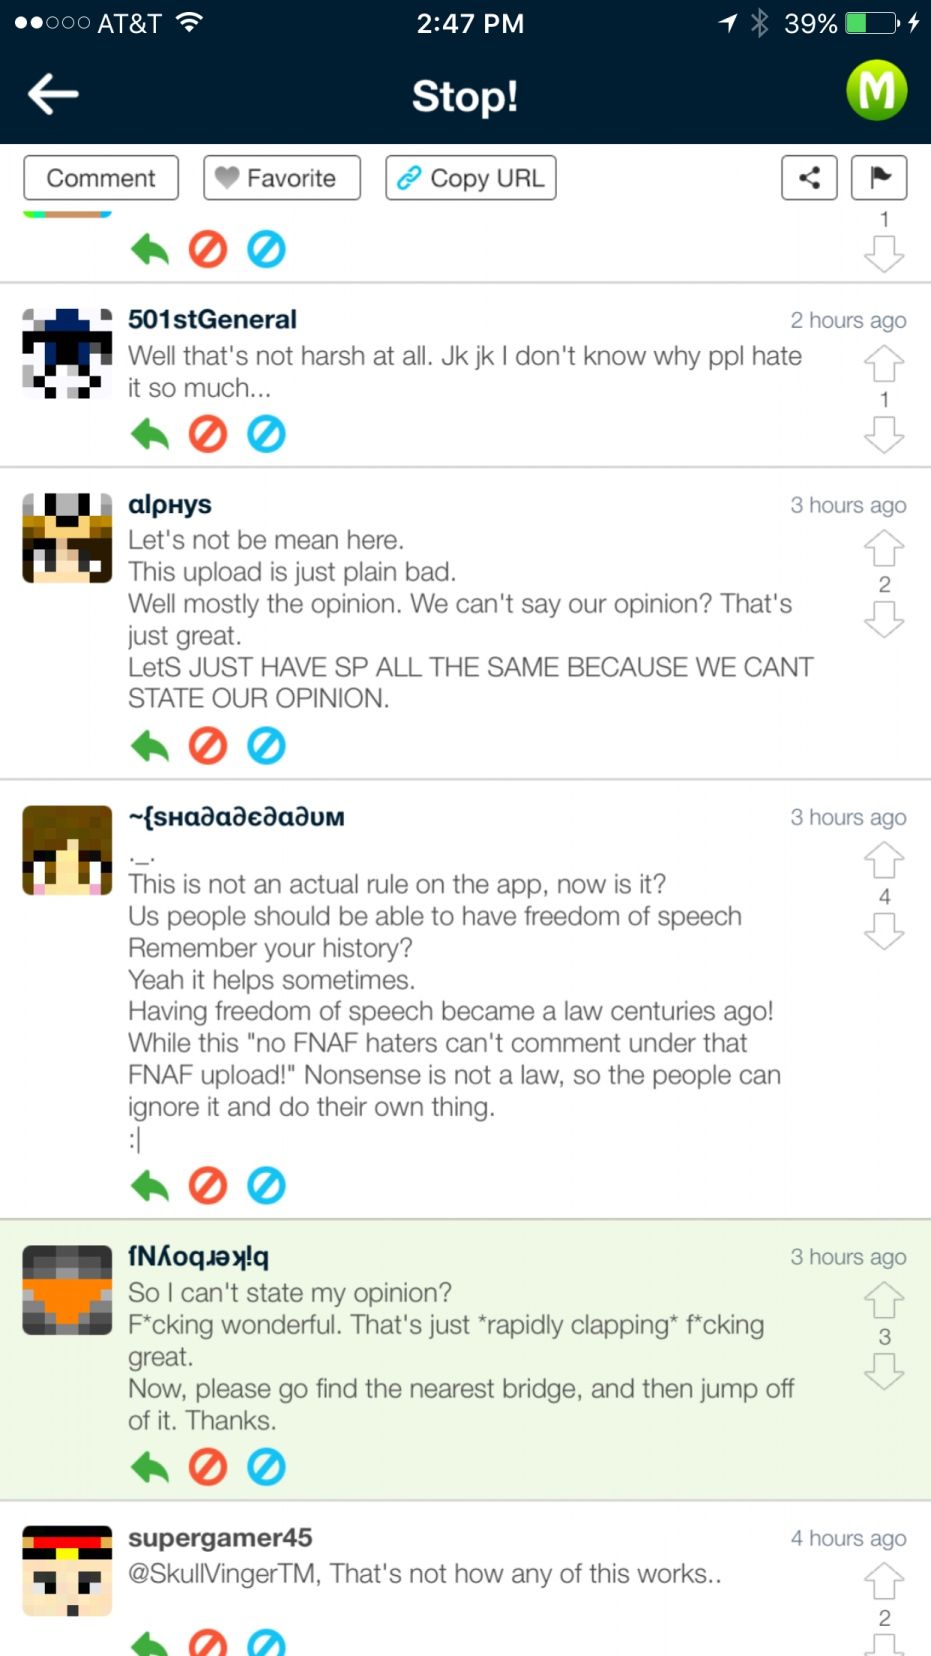 AT&T 2:47 PM 39%
Stop! M
Comment Favorite Copy URL
1
501stGeneral 2 hours ago
Well that's not harsh at all. Jk jk I don't know why ppl hate
it so much...
1
αlρнys 3 hours ago
Let's not be mean here.
This upload is just plain bad.
Well mostly the opinion. We can't say our opinion? That's
just great.
LetS JUST HAVE SP ALL THE SAME BECAUSE WE CANT
STATE OUR OPINION.
2
~{sнα∂α∂є∂α∂υм 3 hours ago
._.
This is not an actual rule on the app, now is it?
Us people should be able to have freedom of speech
Remember your history?
Yeah it helps sometimes.
Having freedom of speech became a law centuries ago!
While this "no FNAF haters can't comment under that
FNAF upload!" Nonsense is not a law, so the people can
ignore it and do their own thing.
:|
4
ſNʎoqɹǝʞ!q 3 hours ago
So I can't state my opinion?
F*cking wonderful. That's just *rapidly clapping* f*cking
great.
Now, please go find the nearest bridge, and then jump off
of it. Thanks.
3
supergamer45 4 hours ago
@SkullVingerTM, That's not how any of this works..
2